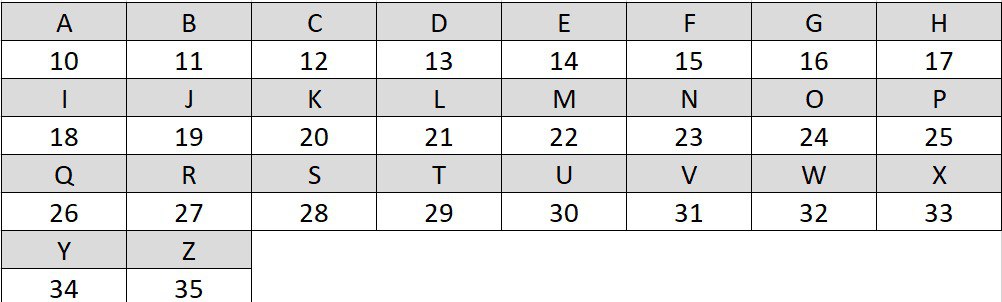 A B C D E F G H
10 11 12 13 14 15 16 17
I J K L M N O P
18 19 20 21 22 23 24 25
Q R S T U V W X
26 27 28 29 30 31 32 33
Y Z
34 35